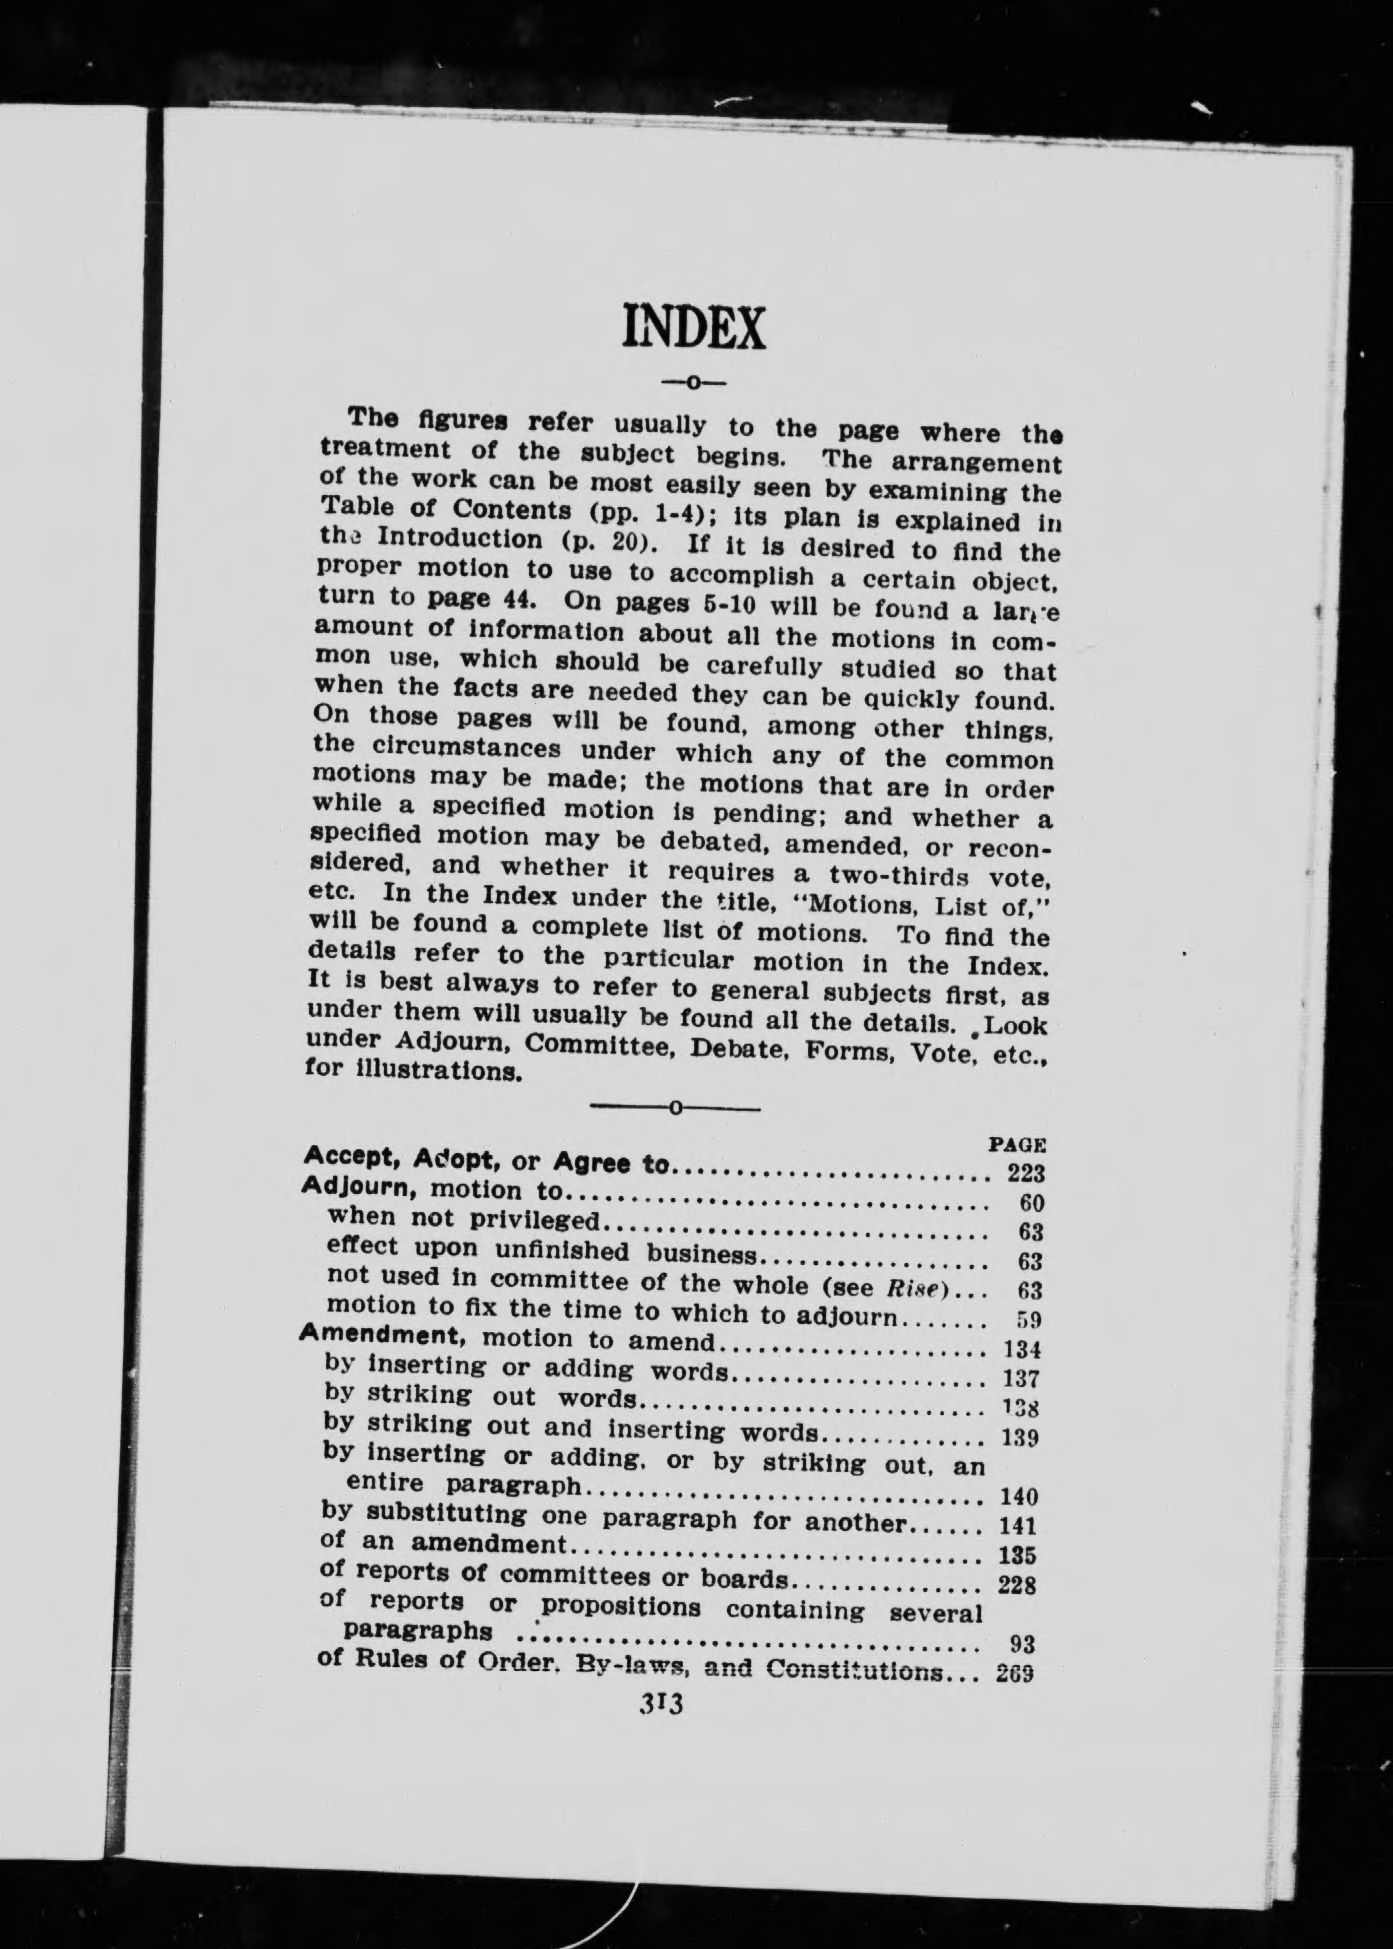 INDEX
—o—
The figures refer usually to the page where the
treatment of the subject begins. The arrangement
of the work can be most easily seen by examining the
Table of Contents (pp. 1-4); its plan is explained in
the Introduction (p. 20). If it is desired to find the
proper motion to use to accomplish a certain object,
turn to page 44. On pages 5-10 will be found a large
amount of information about all the motions in com-
mon use, which should be carefully studied so that
when the facts are needed they can be quickly found.
On those pages will be found, among other things,
the circumstances under which any of the common
motions may be made; the motions that are in order
while a specified motion is pending; and whether a
specified motion may be debated, amended, or recon-
sidered, and whether it requires a two-thirds vote,
etc. In the Index under the title, “Motions, List of,”
will be found a complete list of motions. To find the
details refer to the particular motion in the Index.
It is best always to refer to general subjects first, as
under them will usually be found all the details. Look
under Adjourn, Committee, Debate, Forms, Vote, etc.,
for illustrations.
———o———
PAGE
Accept, Adopt, or Agree to......................... 223
Adjourn, motion to................................. 60
when not privileged.............................. 63
effect upon unfinished business.................. 63
not used in committee of the whole (see Rise)... 63
motion to fix the time to which to adjourn....... 59
Amendment, motion to amend..................... 134
by inserting or adding words.................... 137
by striking out words........................... 138
by striking out and inserting words............. 139
by inserting or adding, or by striking out, an
entire paragraph............................... 140
by substituting one paragraph for another...... 141
of an amendment................................ 135
of reports of committees or boards............... 228
of reports or propositions containing several
paragraphs .................................... 93
of Rules of Order, By-laws, and Constitutions... 269
313